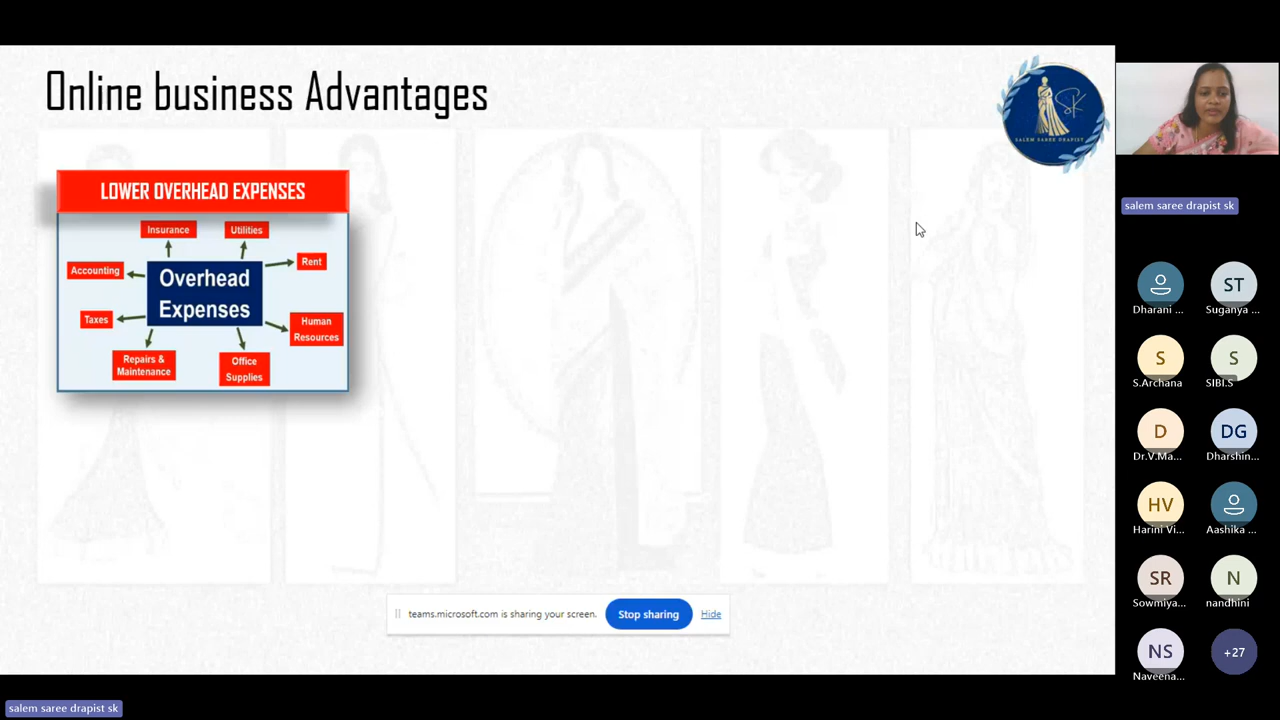 Online business Advantages
SK
SALEM SAREE DRAPIST
LOWER OVERHEAD EXPENSES
Insurance
Utilities
Accounting
Rent
Overhead
Expenses
Taxes
Human
Resources
Repairs &
Maintenance
Office
Supplies
teams.microsoft.com is sharing your screen.
Stop sharing
Hide
salem saree drapist sk
ST
Dharani ...
Suganya ...
S
S
S.Archana
SIBI.S
D
DG
Dr.V.Ma...
Dharshin...
HV
Harini Vi...
Aashika ...
SR
N
Sowmiya...
nandhini
NS
+27
Naveena...
salem saree drapist sk